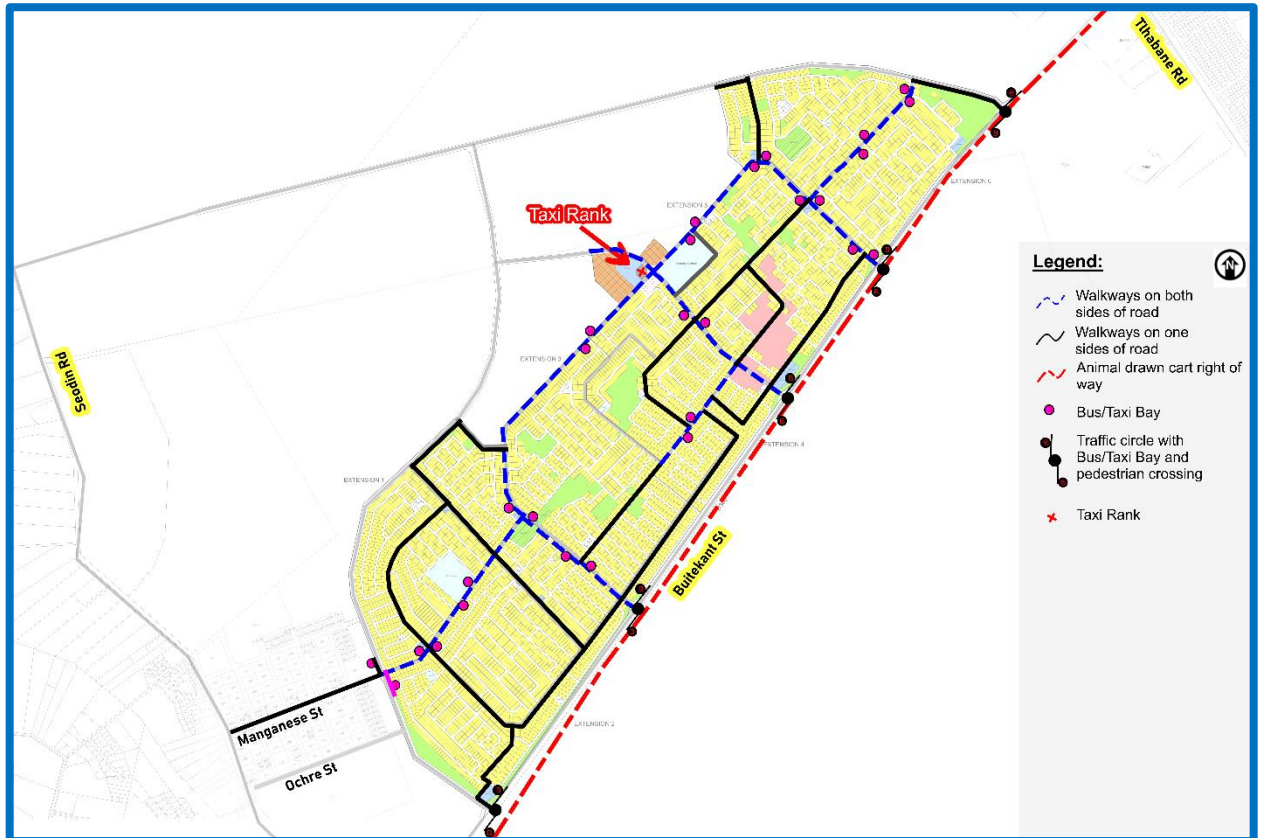 Tlhabane Rd
EXTENSION 6
EXTENSION 5
Taxi Rank
EXTENSION 3
Seodin Rd
EXTENSION 8
EXTENSION 1
Buitekant St
EXTENSION 2
Manganese St
Ochre St
Legend:
N
Walkways on both
sides of road
Walkways on one
sides of road
Animal drawn cart right of
way
Bus/Taxi Bay
Traffic circle with
Bus/Taxi Bay and
pedestrian crossing
Taxi Rank